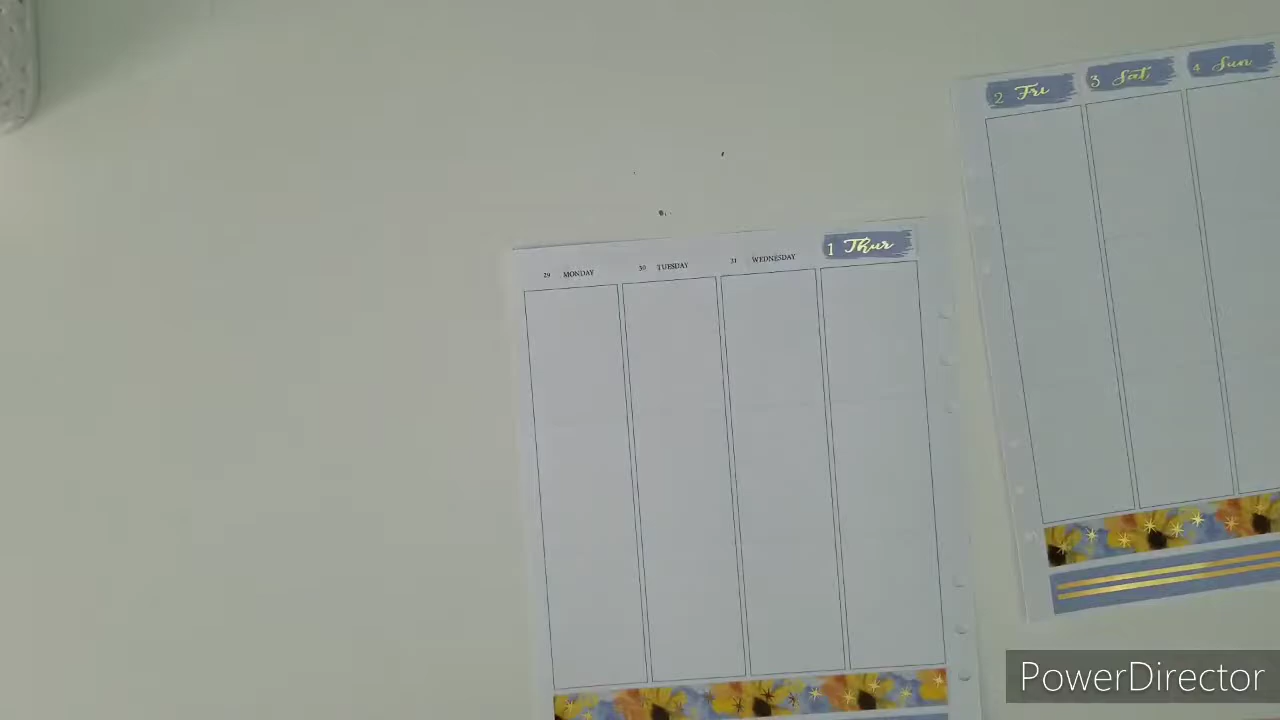 29 MONDAY
30 TUESDAY
31 WEDNESDAY
1 Thur
2 Fri
3 Sat
4 Sun
PowerDirector